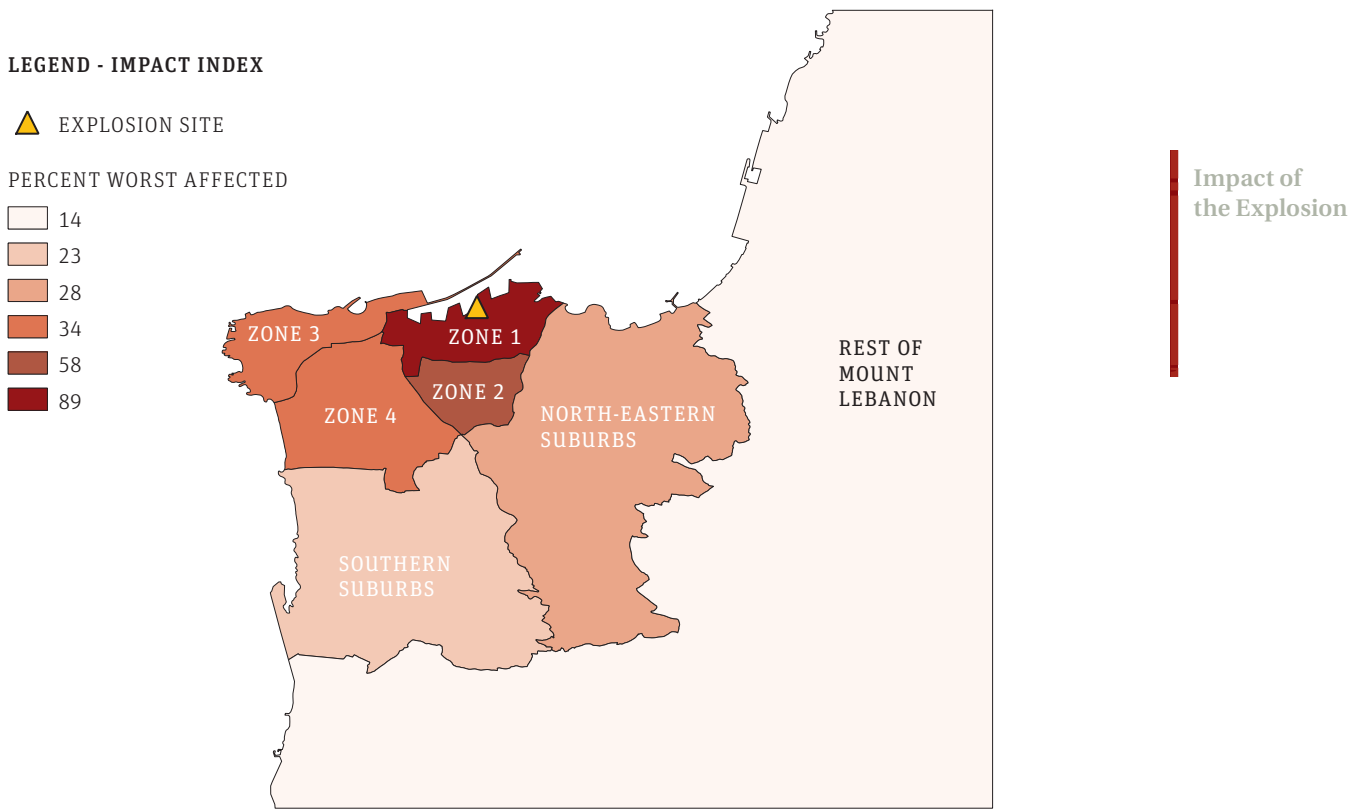 LEGEND - IMPACT INDEX
EXPLOSION SITE
PERCENT WORST AFFECTED
14
23
28
34
58
89
ZONE 3
ZONE 1
ZONE 2
ZONE 4
NORTH-EASTERN
SUBURBS
SOUTHERN
SUBURBS
REST OF
MOUNT
LEBANON
Impact of
the Explosion